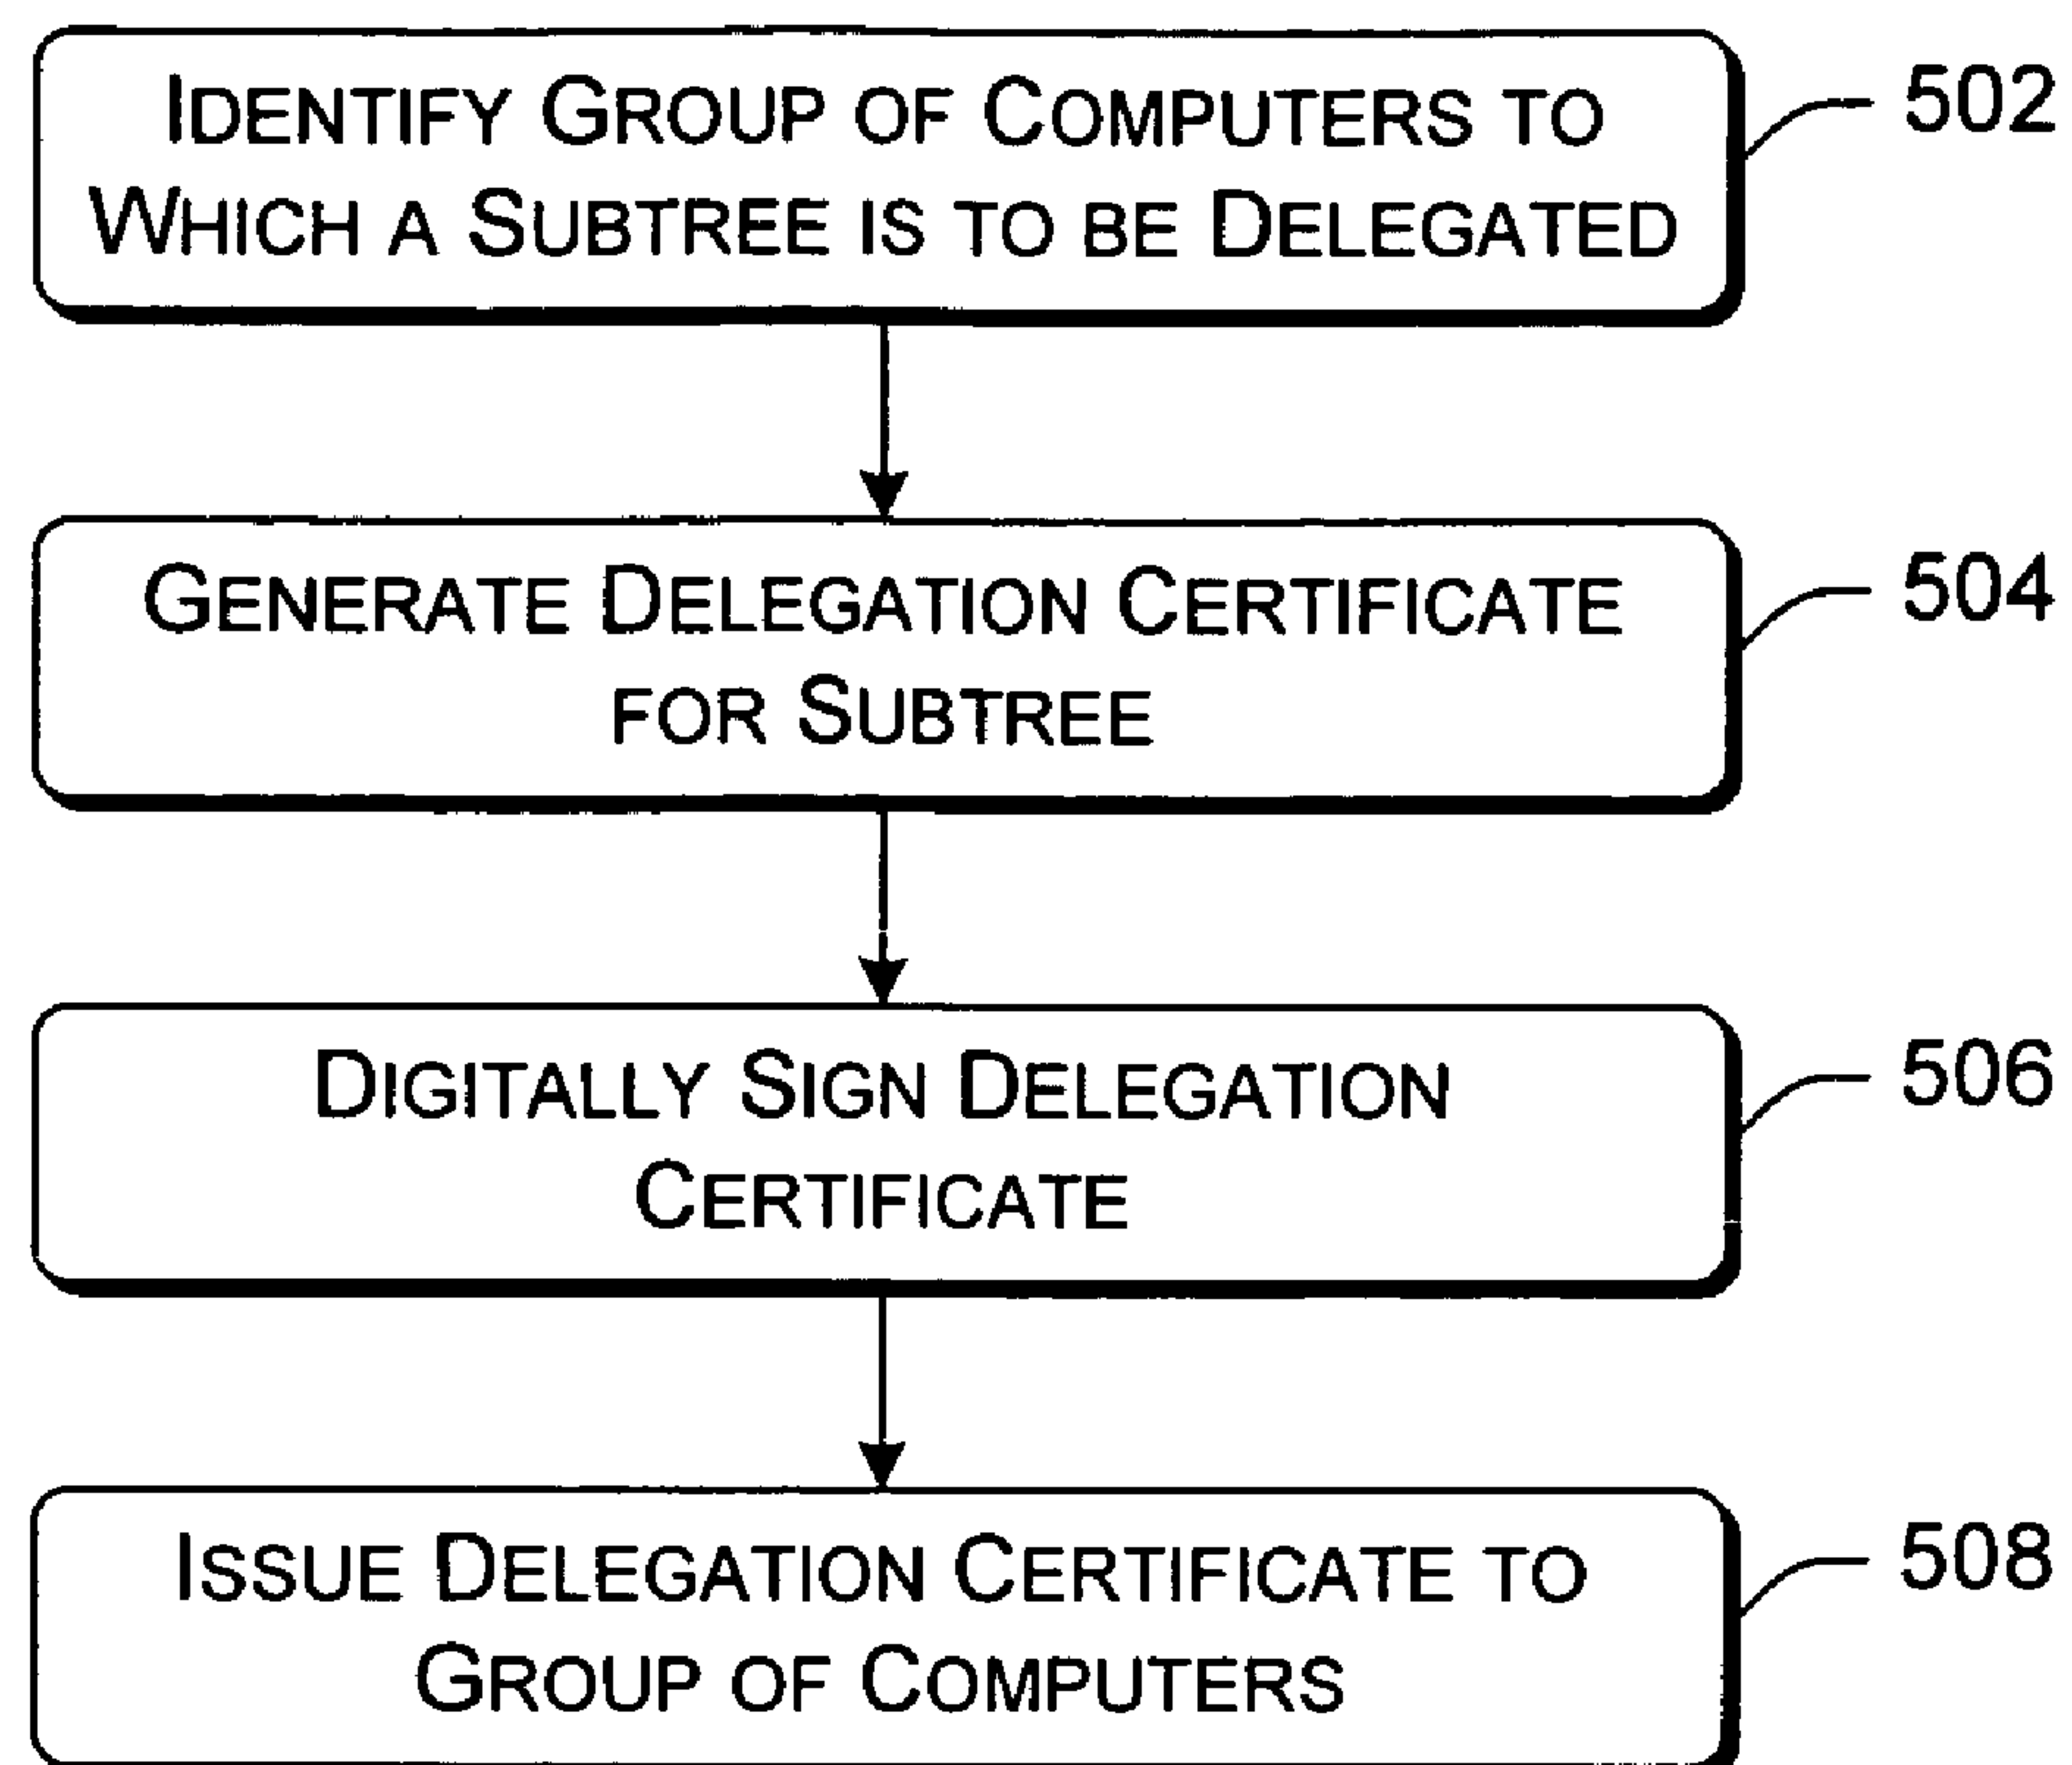 IDENTIFY GROUP OF COMPUTERS TO
WHICH A SUBTREE IS TO BE DELEGATED
502
GENERATE DELEGATION CERTIFICATE
FOR SUBTREE
504
DIGITALLY SIGN DELEGATION
CERTIFICATE
506
ISSUE DELEGATION CERTIFICATE TO
GROUP OF COMPUTERS
508